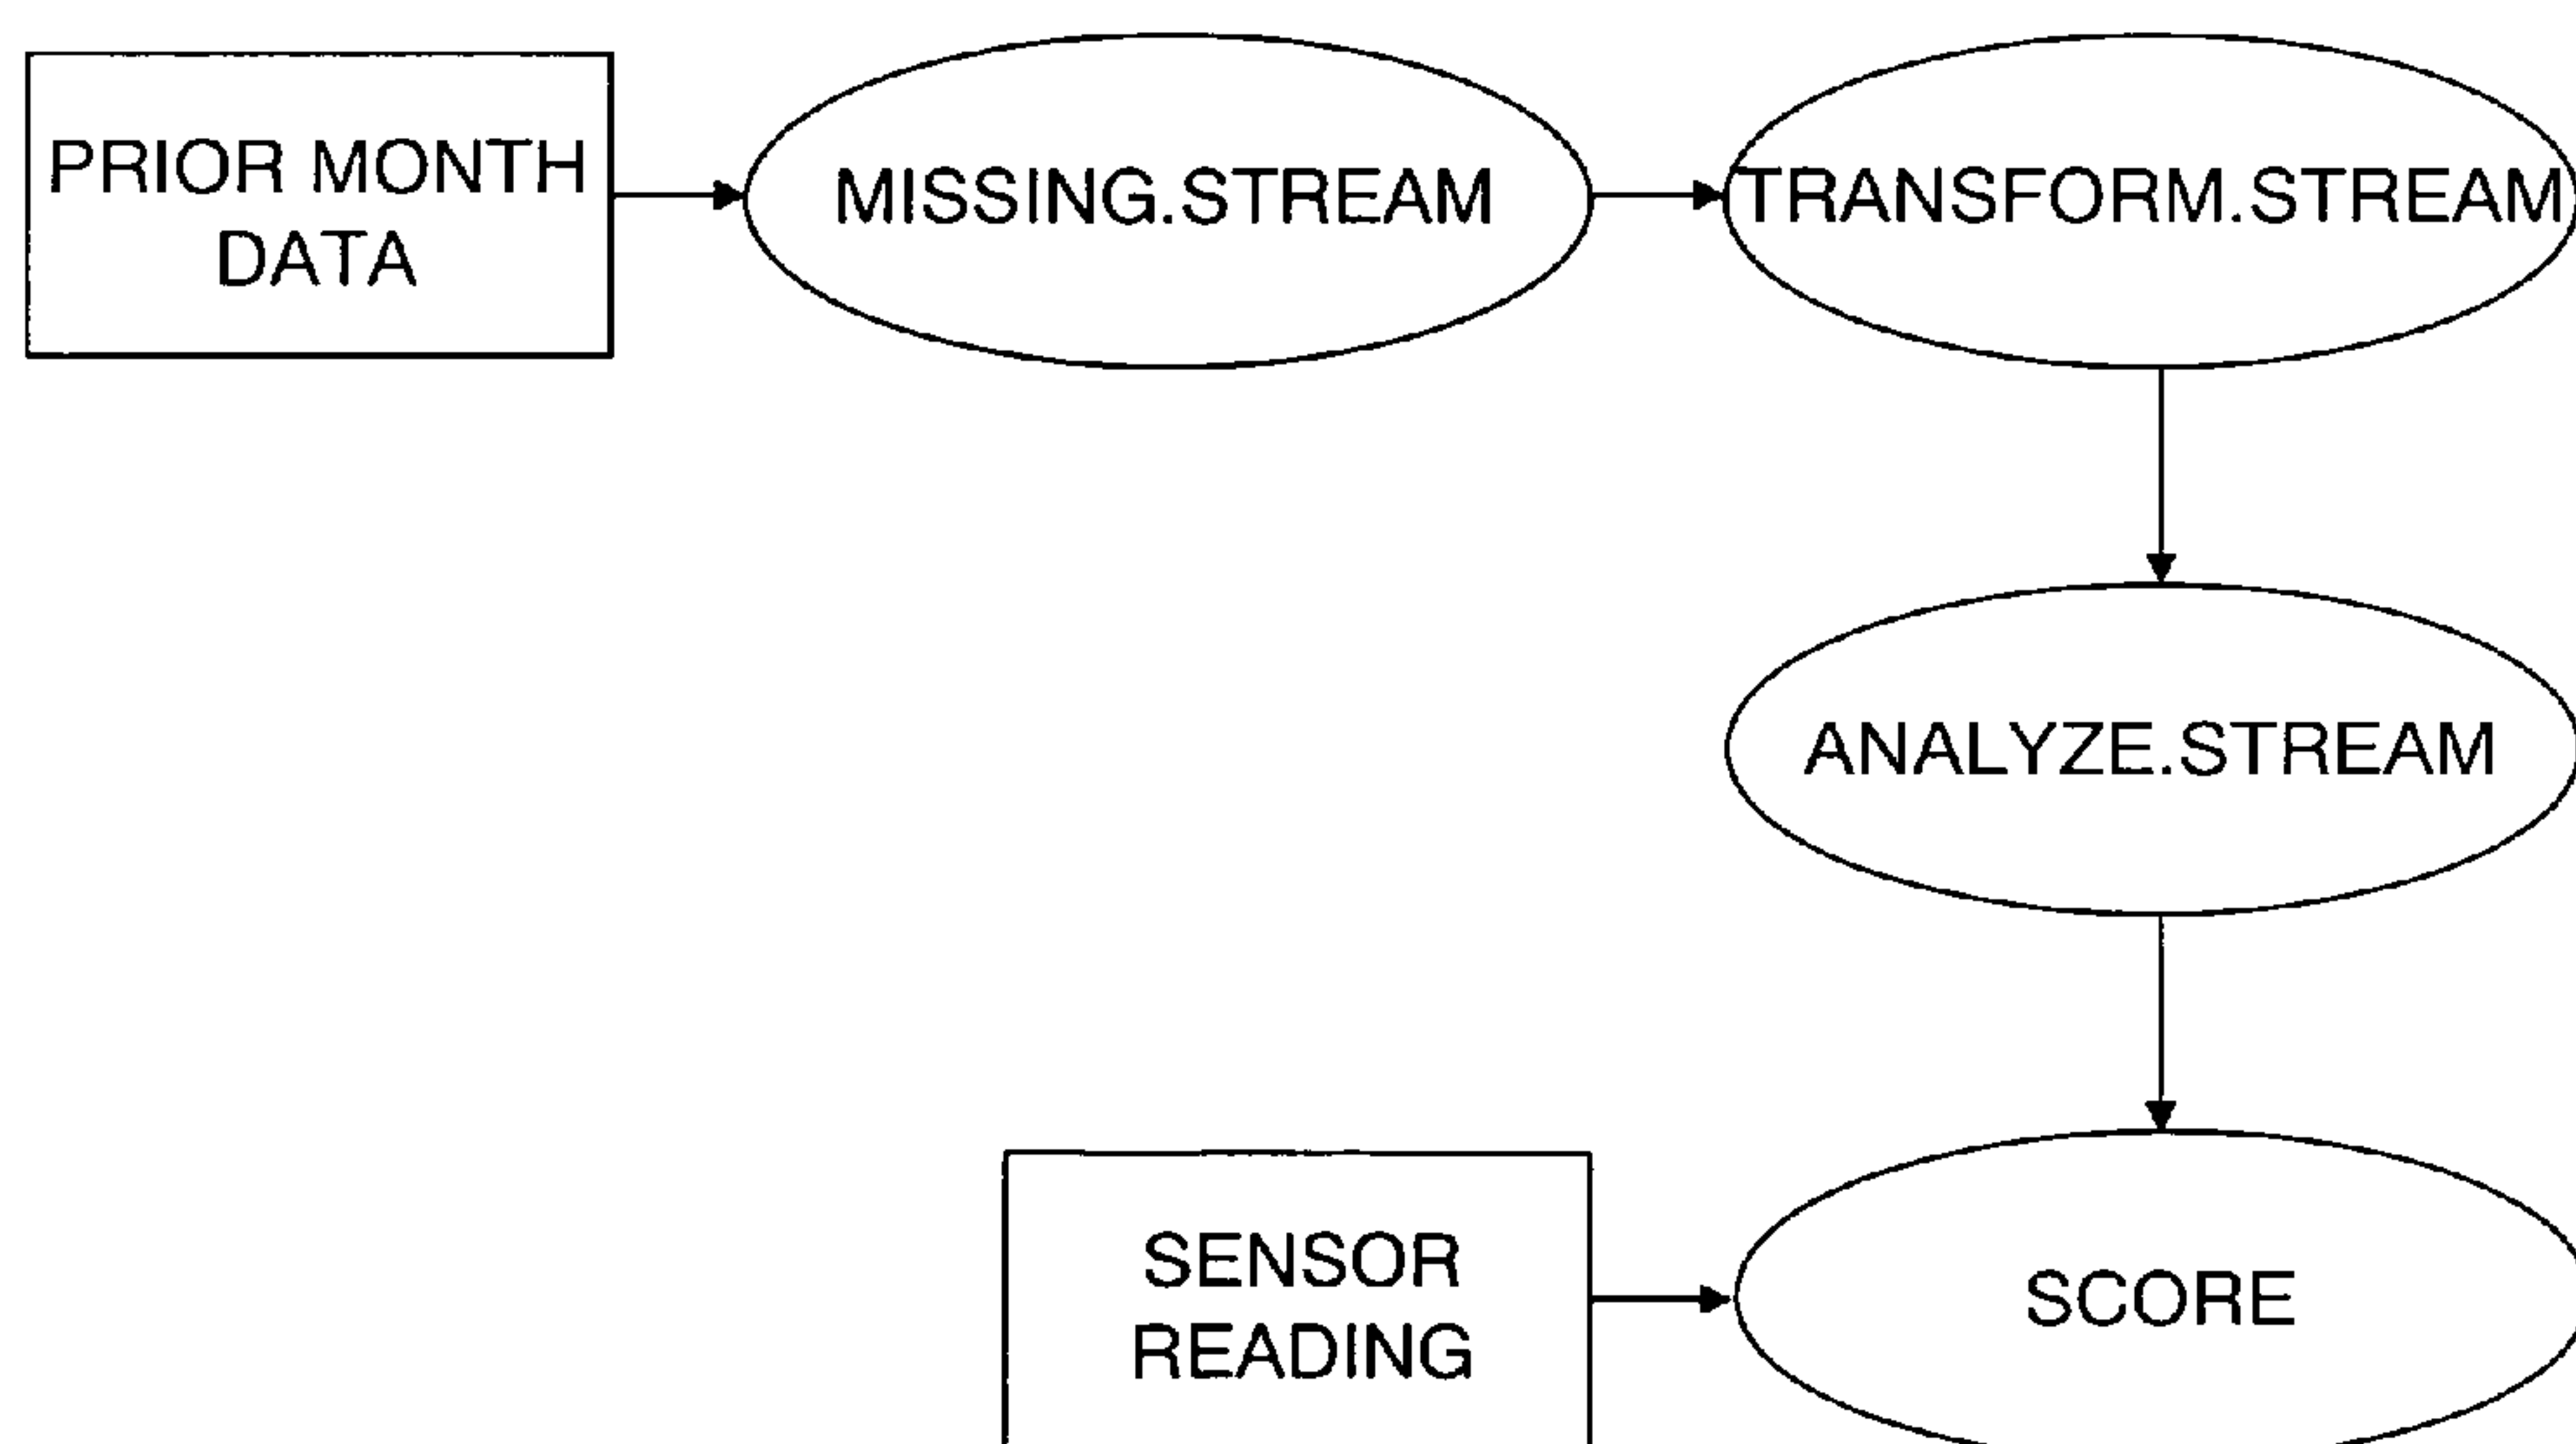 PRIOR MONTH
DATA
MISSING.STREAM
TRANSFORM.STREAM
ANALYZE.STREAM
SENSOR
READING
SCORE